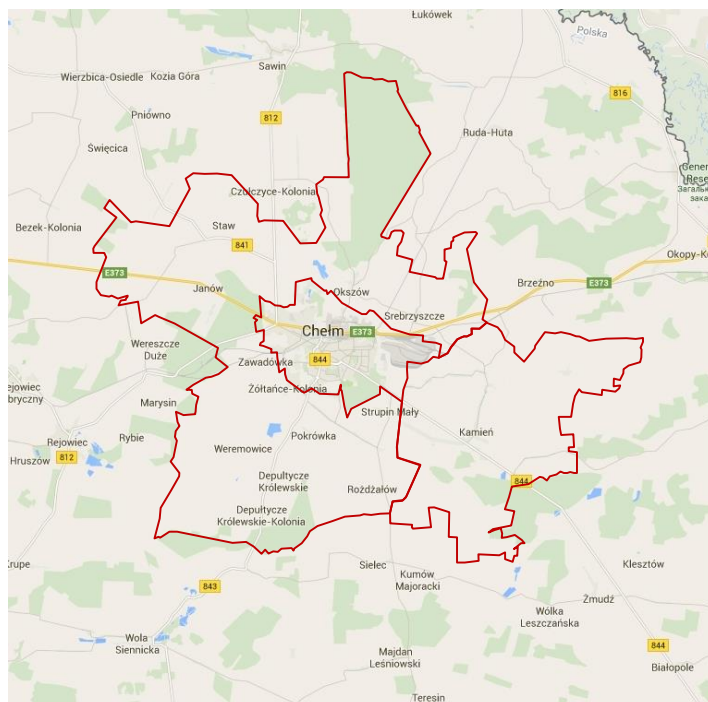 Łukówek
Polska
Sawin
Wierzbica-Osiedle
Kozia Góra
816
Pniówno
812
Ruda-Huta
Święcica
Czułczyce-Kolonia
Bezek-Kolonia
Staw
841
Okopy-Ko
E373
Janów
Brzeźno
E373
Okszów
Srebrzyszcze
Chełm
E373
Wereszcze
Duże
844
Zawadówka
Żółtańce-Kolonia
Marysin
Strupin Mały
Rejowiec
Rybie
Pokrówka
Kamień
812
Hruszów
Weremowice
Depułtycze
Królewskie
Rożdżałów
844
Depułtycze
Królewskie-Kolonia
Sielec
Krupe
Kumów
Majoracki
Klesztów
843
Żmudź
Wólka
Leszczańska
Wola
Siennicka
844
Majdan
Leśniowski
Białopole
Teresin